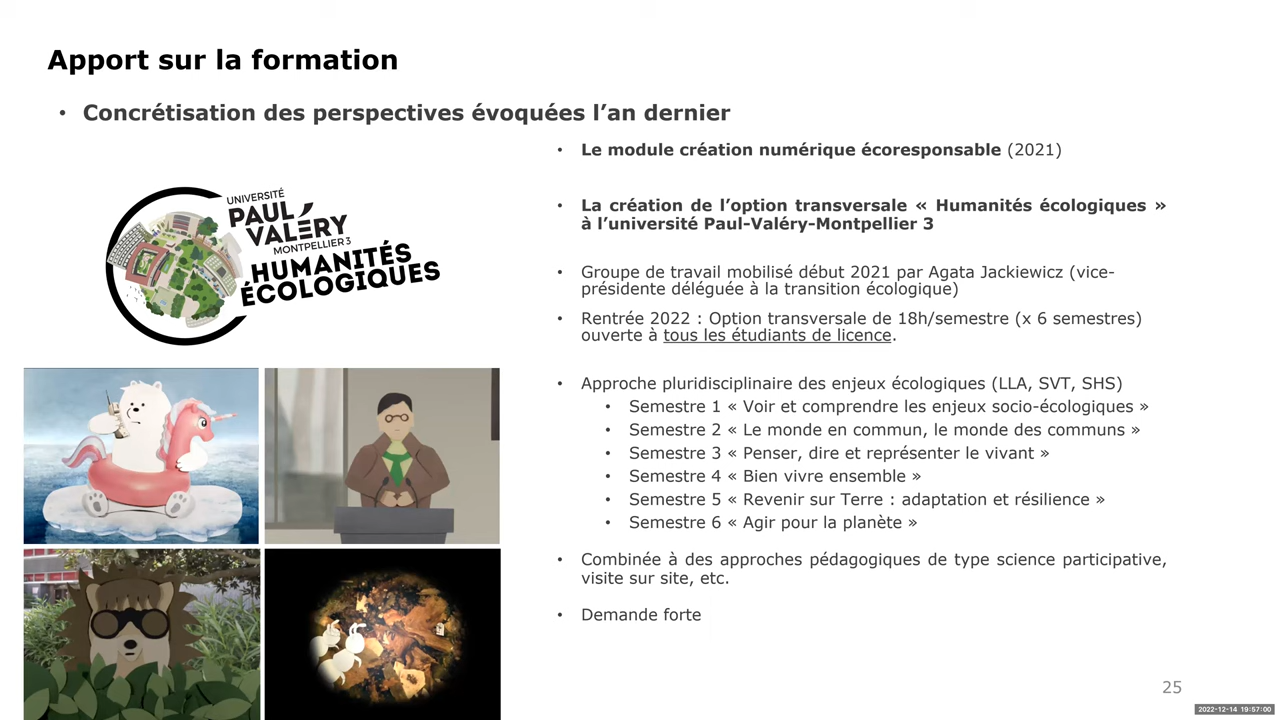 Apport sur la formation
• Concrétisation des perspectives évoquées l’an dernier
UNIVERSITÉ
PAUL
VALÉRY
MONTPELLIER 3
HUMANITÉS
ÉCOLOGIQUES
• Le module création numérique écoresponsable (2021)
• La création de l’option transversale « Humanités écologiques »
à l’université Paul-Valéry-Montpellier 3
• Groupe de travail mobilisé début 2021 par Agata Jackiewicz (vice-
présidente déléguée à la transition écologique)
• Rentrée 2022 : Option transversale de 18h/semestre (x 6 semestres)
ouverte à tous les étudiants de licence.
• Approche pluridisciplinaire des enjeux écologiques (LLA, SVT, SHS)
• Semestre 1 « Voir et comprendre les enjeux socio-écologiques »
• Semestre 2 « Le monde en commun, le monde des communs »
• Semestre 3 « Penser, dire et représenter le vivant »
• Semestre 4 « Bien vivre ensemble »
• Semestre 5 « Revenir sur Terre : adaptation et résilience »
• Semestre 6 « Agir pour la planète »
• Combinée à des approches pédagogiques de type science participative,
visite sur site, etc.
• Demande forte
25
2022-12-14 19:57:00